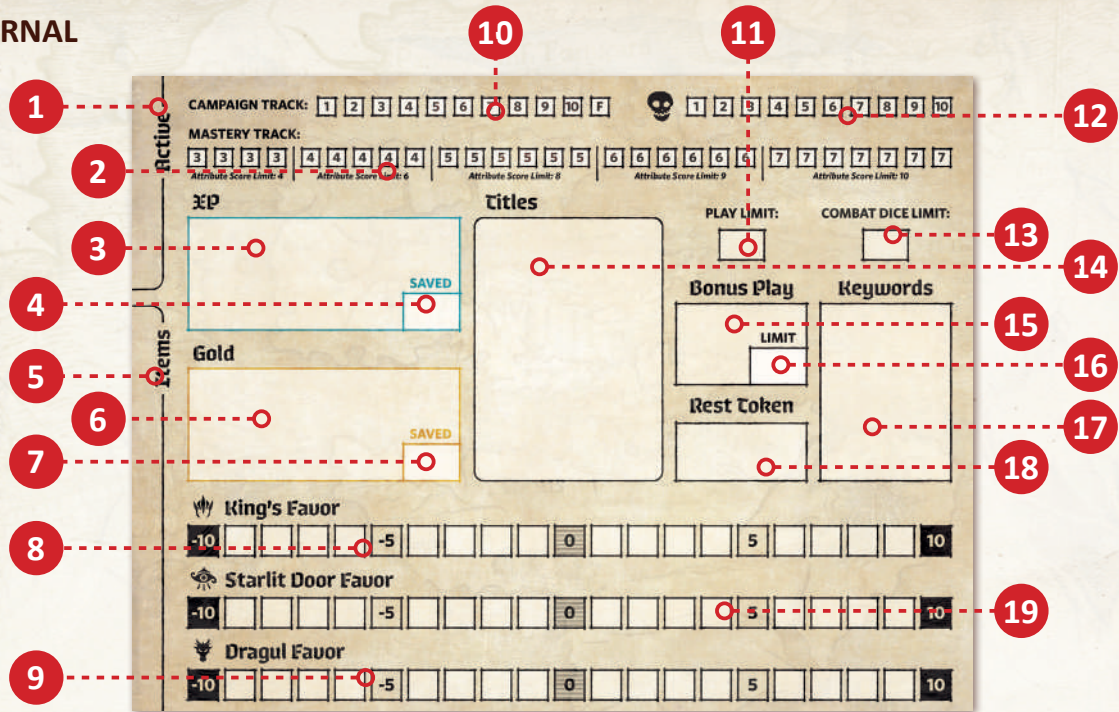 RNAL
10
11
1
CAMPAIGN TRACK: 1 2 3 4 5 6 7 8 9 10 F
1 2 3 4 5 6 7 8 9 10
12
Active
MASTERY TRACK:
3 3 3 3 4 4 4 4 4 5 5 5 5 5 5 6 6 6 6 6 6 7 7 7 7 7 7 7
2
Attribute Score Limit: 4 Attribute Score Limit: 6 Attribute Score Limit: 8 Attribute Score Limit: 9 Attribute Score Limit: 10
XP
Titles
PLAY LIMIT:
COMBAT DICE LIMIT:
3
13
14
SAVED
4
Bonus Play
Keywords
15
LIMIT
16
Items
5
Gold
6
Rest Token
17
SAVED
7
18
King's Favor
8
-10 -5 0 5 10
Starlit Door Favor
-10 -5 0 5 10
19
Dragul Favor
9
-10 -5 0 5 10